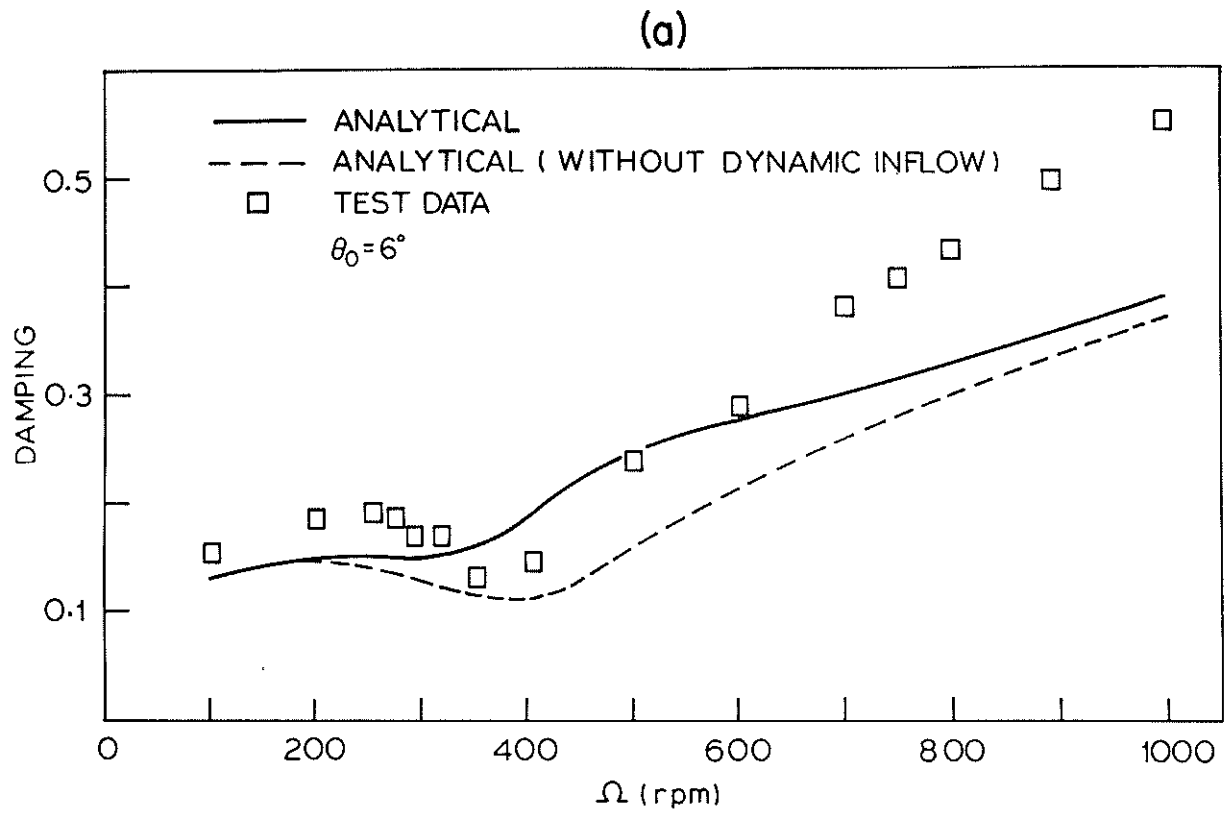 (a)
ANALYTICAL
ANALYTICAL (WITHOUT DYNAMIC INFLOW)
TEST DATA
θ₀=6°
0.5
0.3
0.1
DAMPING
0 200 400 600 800 1000
Ω (rpm)